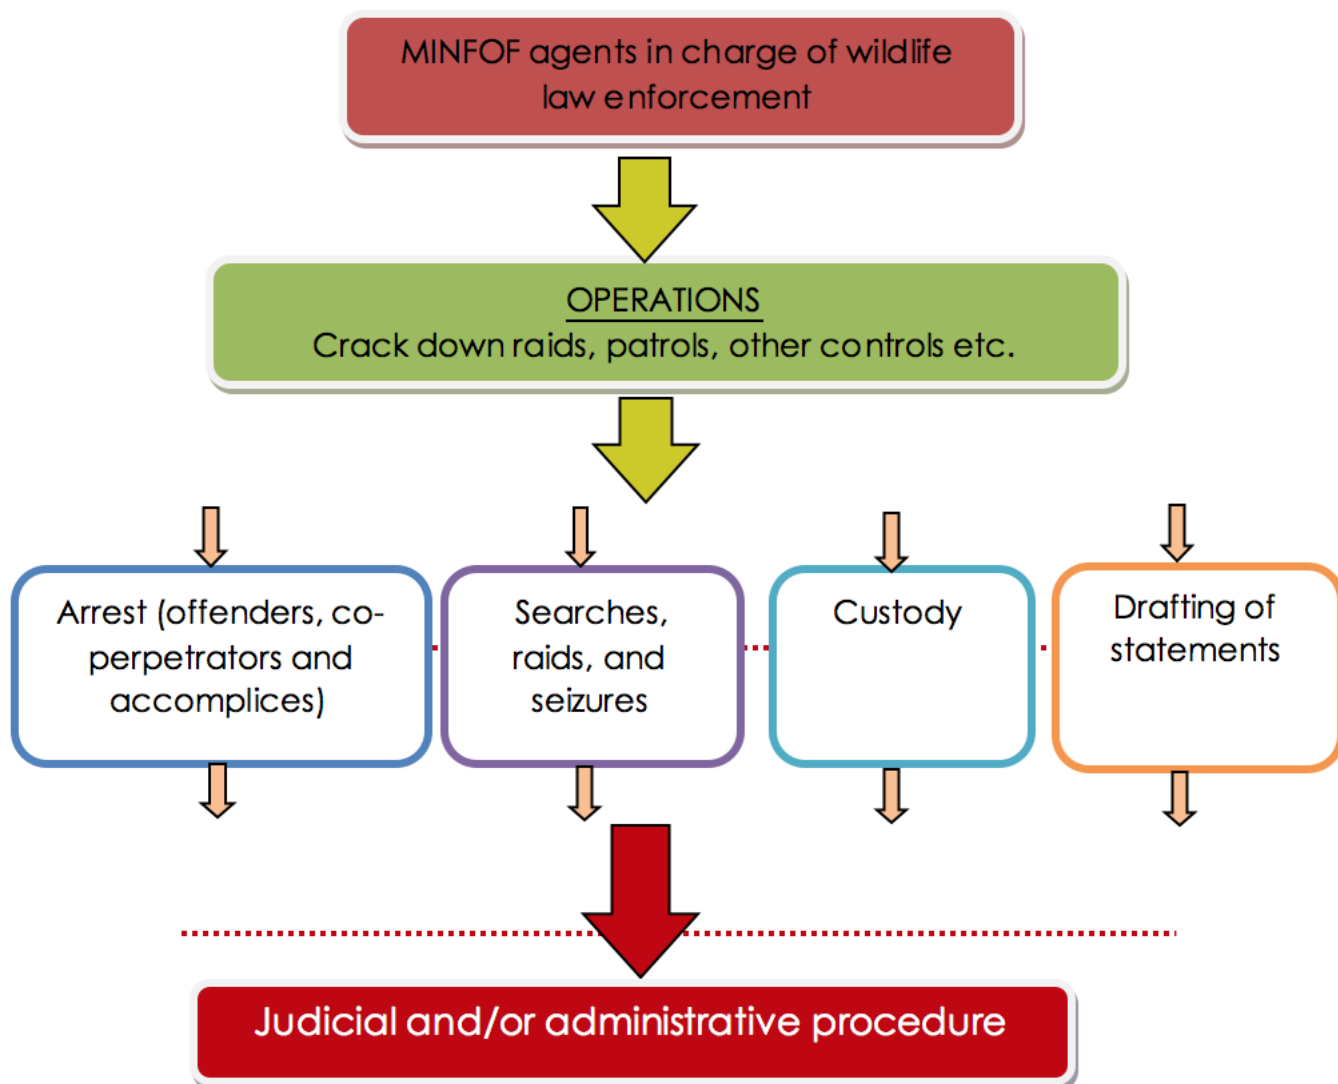 MINFOF agents in charge of wildlife
law enforcement
OPERATIONS
Crack down raids, patrols, other controls etc.
Arrest (offenders, co-
perpetrators and
accomplices)
Searches,
raids, and
seizures
Custody
Drafting of
statements
Judicial and/or administrative procedure